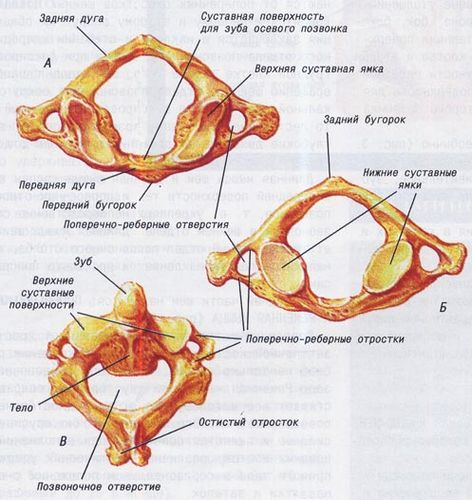 Задняя дуга
Суставная поверхность
для зуба осевого позвонка
А
Верхняя суставная ямка
Передняя дуга
Передний бугорок
Поперечно-реберные отверстия
Задний бугорок
Нижние суставные
ямки
Б
Зуб
Верхние
суставные
поверхности
Поперечно-реберные отростки
Тело
В
Остистый отросток
Позвоночное отверстие